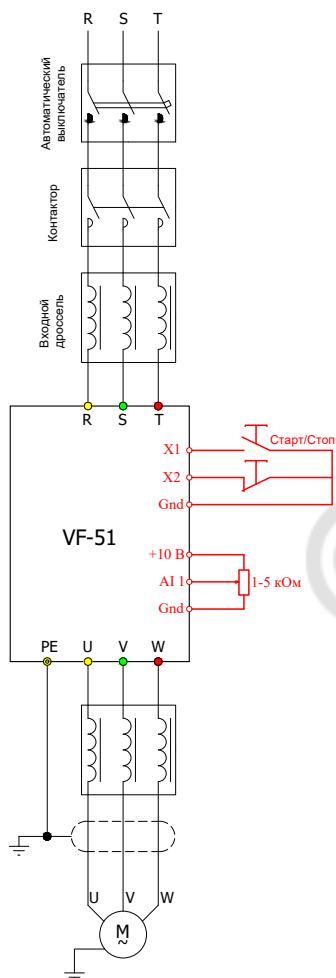 R S T
Автоматический
выключатель
Контактор
Входной
дроссель
R S T
X1
Старт/Стоп
X2
Gnd
VF-51
+10 В
AI 1
1-5 кОм
Gnd
PE U V W
U V W
M
~